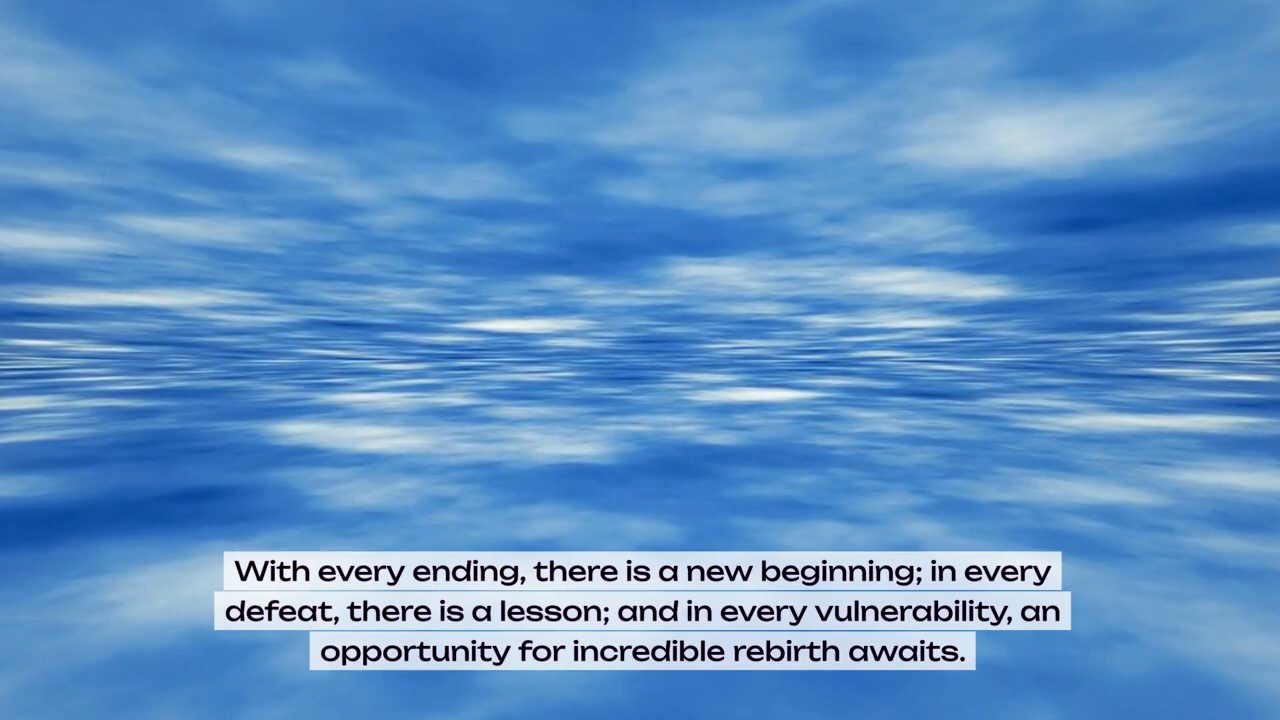 With every ending, there is a new beginning; in every
defeat, there is a lesson; and in every vulnerability, an
opportunity for incredible rebirth awaits.